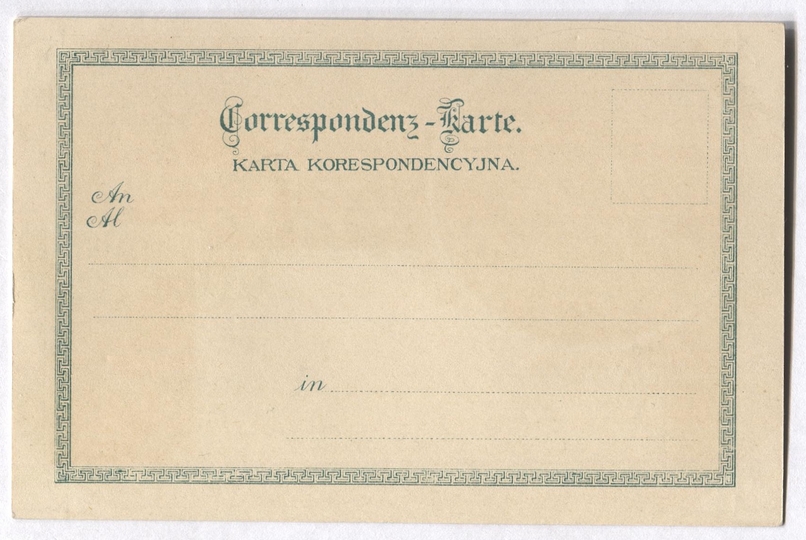 Correspondenz-Karte.
KARTA KORESPONDENCYJNA.
An
Al
in